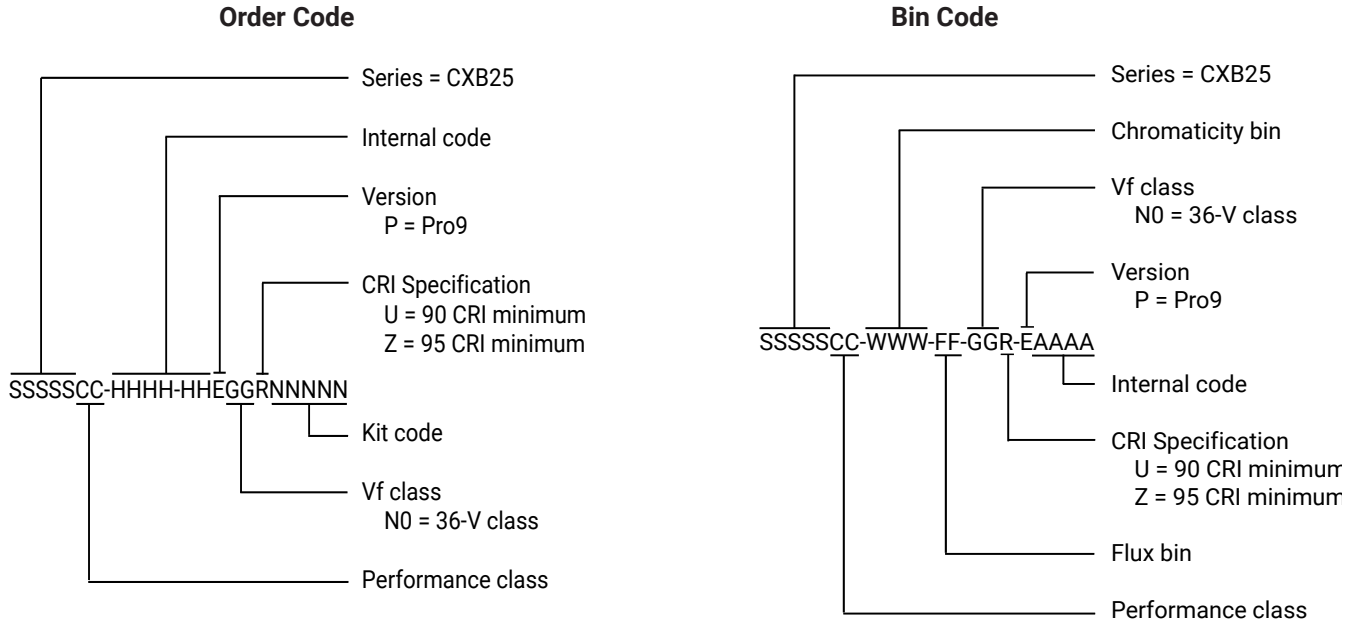 Order Code
Series = CXB25
Internal code
Version
P = Pro9
CRI Specification
U = 90 CRI minimum
Z = 95 CRI minimum
SSSSSCC-HHHH-HHEGGRNNNNN
Kit code
Vf class
N0 = 36-V class
Performance class
Bin Code
Series = CXB25
Chromaticity bin
Vf class
N0 = 36-V class
Version
P = Pro9
SSSSSCC-WWW-FF-GGR-EAAAA
Internal code
CRI Specification
U = 90 CRI minimum
Z = 95 CRI minimum
Flux bin
Performance class